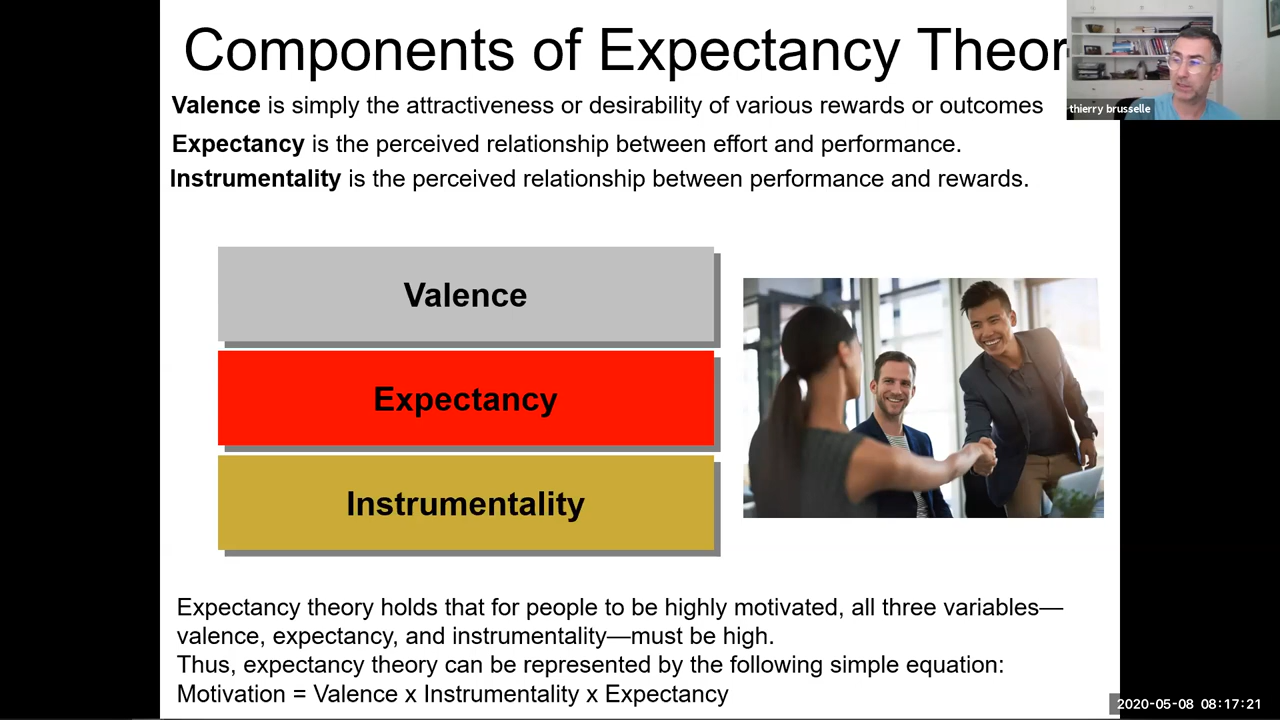 Components of Expectancy Theor
Valence is simply the attractiveness or desirability of various rewards or outcomes
thierry brusselle
Expectancy is the perceived relationship between effort and performance.
Instrumentality is the perceived relationship between performance and rewards.
Valence
Expectancy
Instrumentality
Expectancy theory holds that for people to be highly motivated, all three variables—
valence, expectancy, and instrumentality—must be high.
Thus, expectancy theory can be represented by the following simple equation:
Motivation = Valence x Instrumentality x Expectancy
2020-05-08 08:17:21